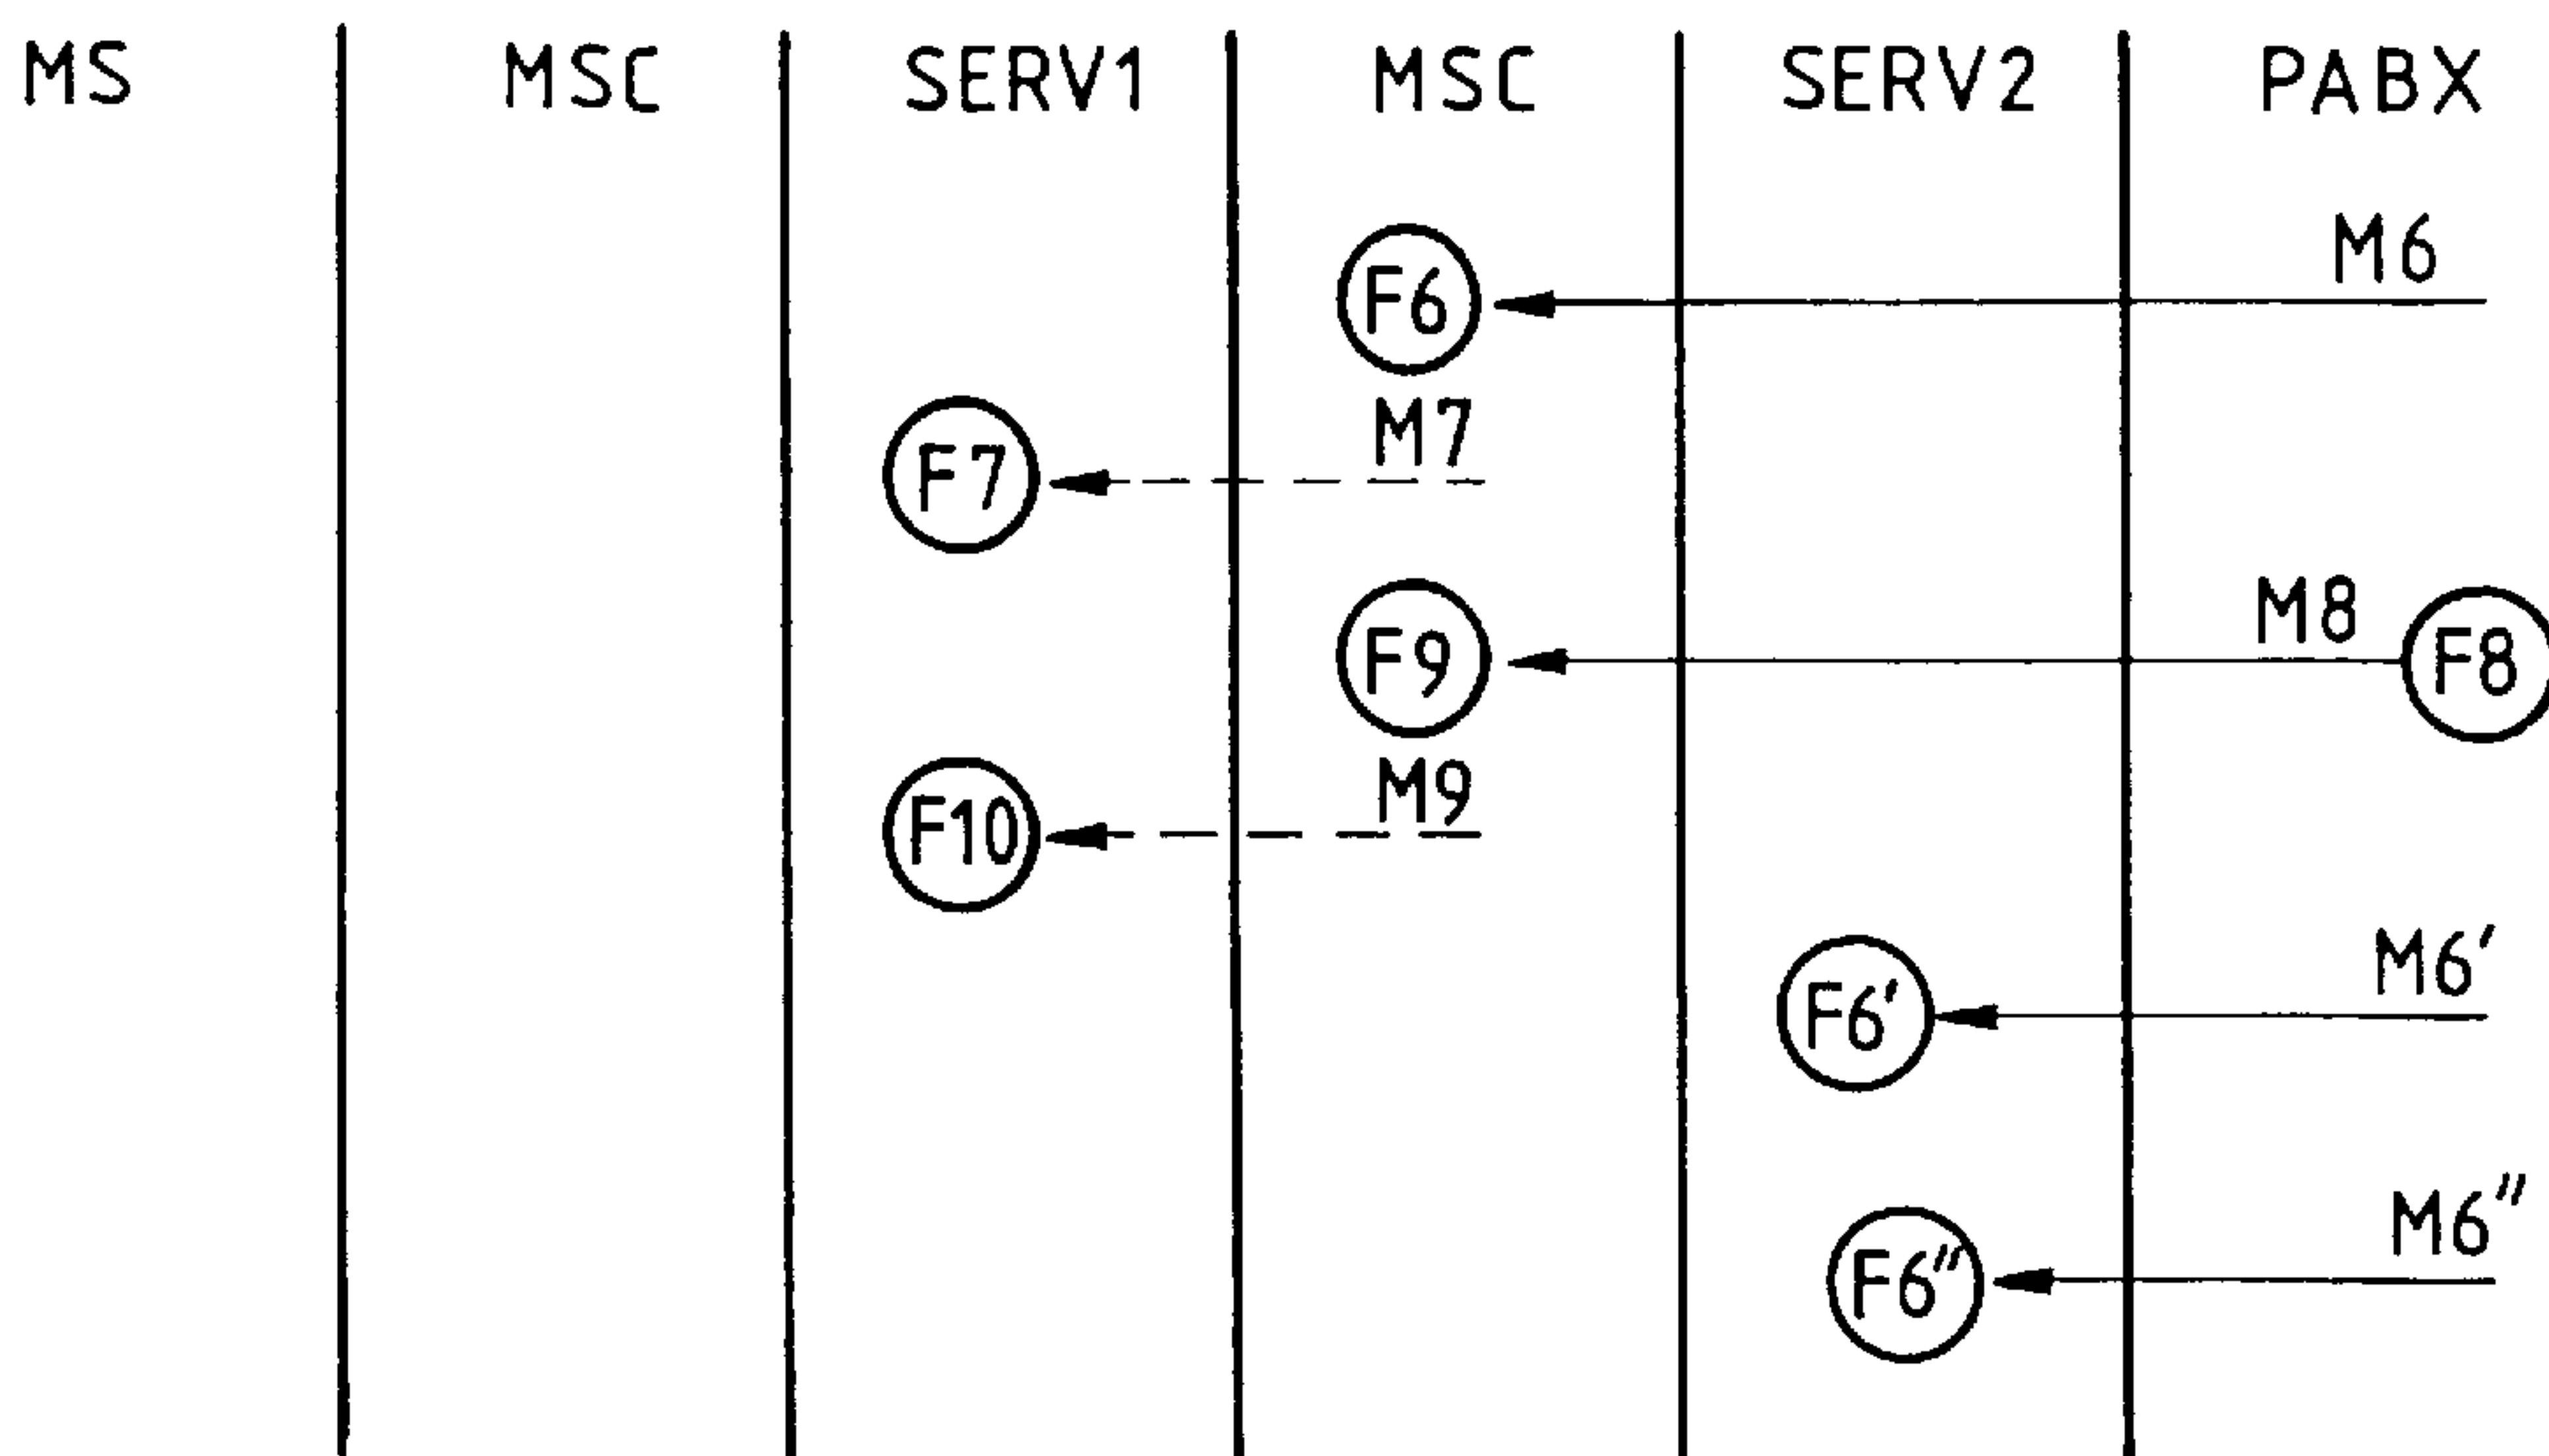 MS MSC SERV1 MSC SERV2 PABX
M6
F6
M7
F7
M8
F9 F8
M9
F10
M6′
F6′
M6″
F6″